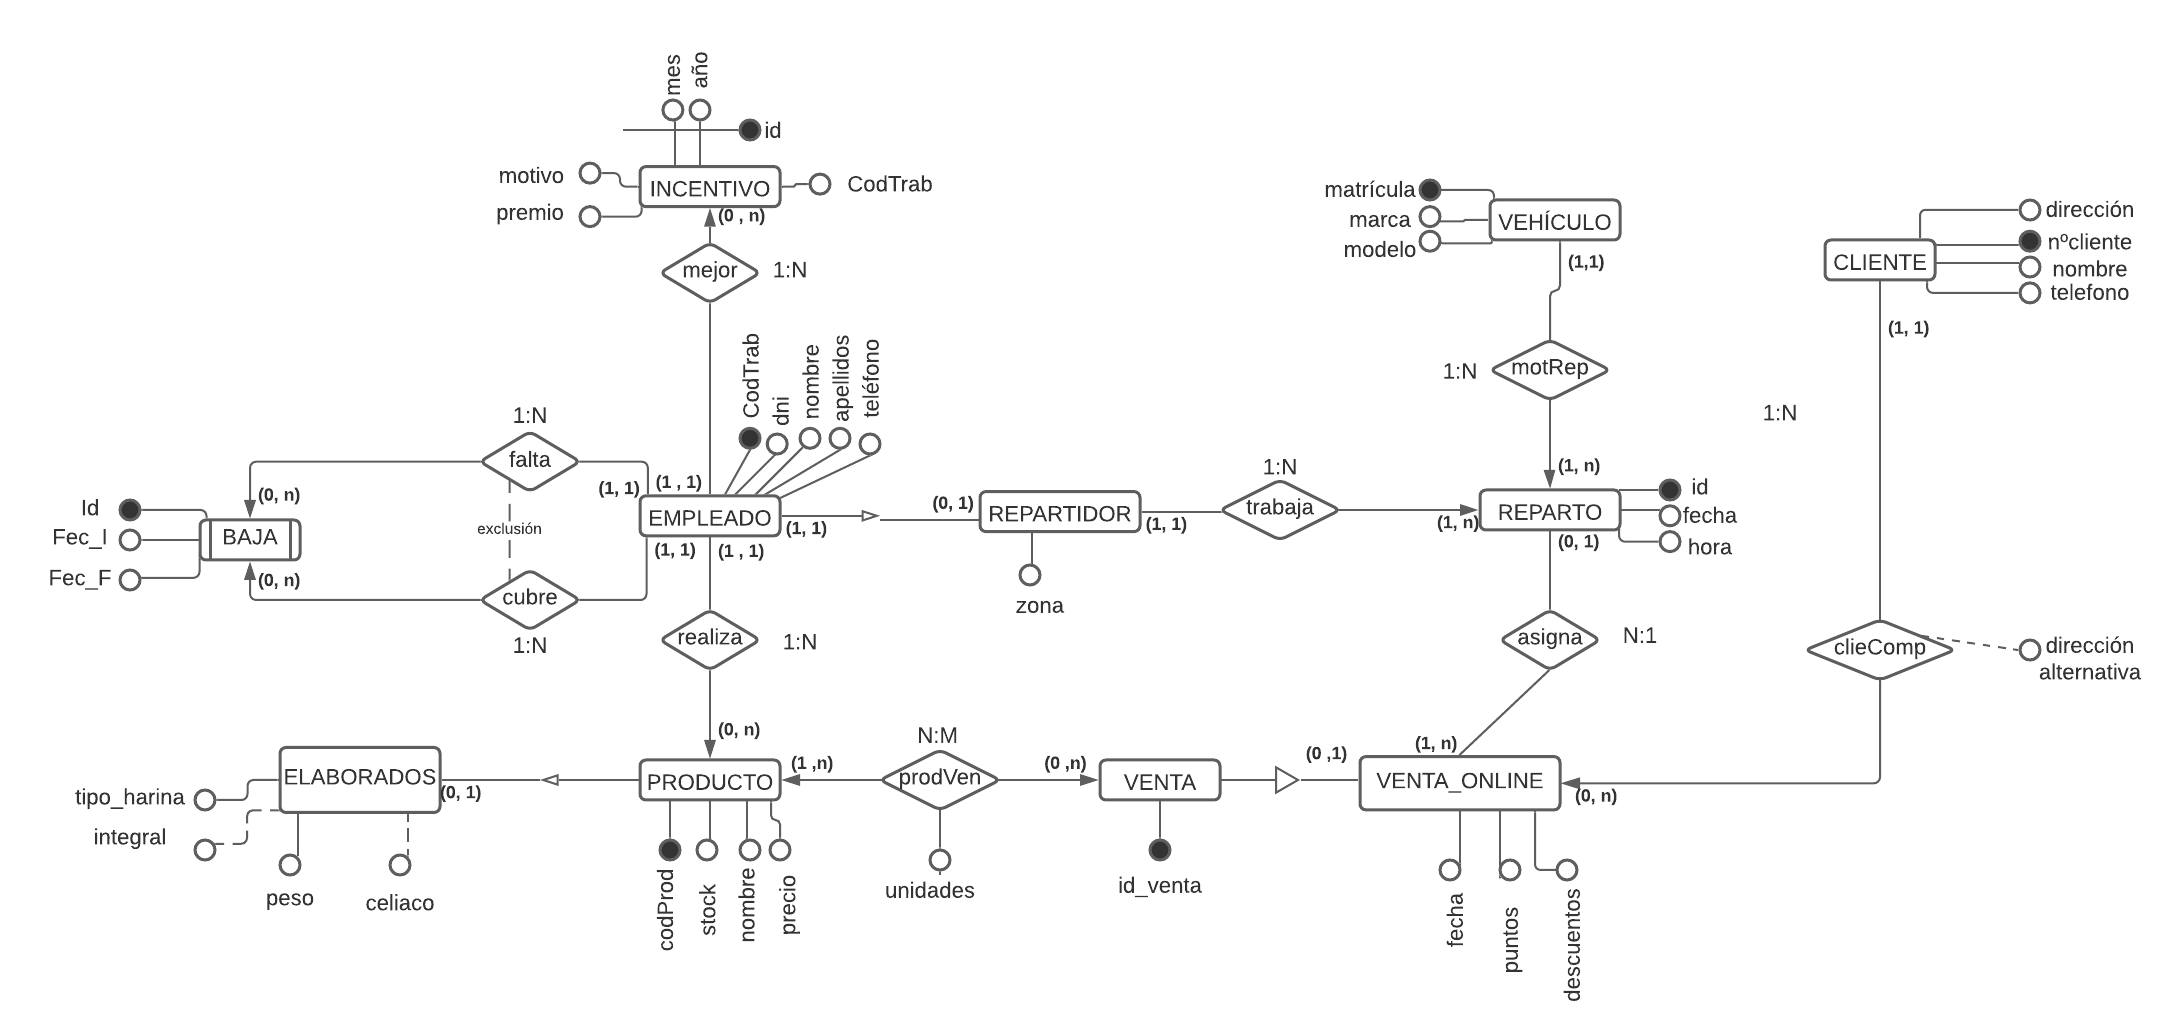 mes
año
id
motivo
INCENTIVO
CodTrab
premio
(0 , n)
mejor
1:N
matrícula
marca
modelo
VEHÍCULO
(1,1)
dirección
nºcliente
CLIENTE
nombre
telefono
(1, 1)
motRep
1:N
1:N
CodTrab
dni
nombre
apellidos
teléfono
1:N
falta
(1, 1)
(1 , 1)
(0, n)
Id
Fec_I
Fec_F
BAJA
exclusión
EMPLEADO
(1, 1)
(0, 1)
REPARTIDOR
(1, 1)
1:N
trabaja
(1, n)
(1, n)
REPARTO
id
fecha
hora
(0, 1)
(1, 1)
(1 , 1)
(0, n)
cubre
1:N
zona
realiza
1:N
asigna
N:1
clieComp
dirección
alternativa
(0, n)
N:M
(1 ,n)
(0 ,n)
(0 ,1)
(1, n)
ELABORADOS
(0, 1)
PRODUCTO
prodVen
VENTA
VENTA_ONLINE
(0, n)
tipo_harina
integral
peso
celiaco
codProd
stock
nombre
precio
unidades
id_venta
fecha
puntos
descuentos